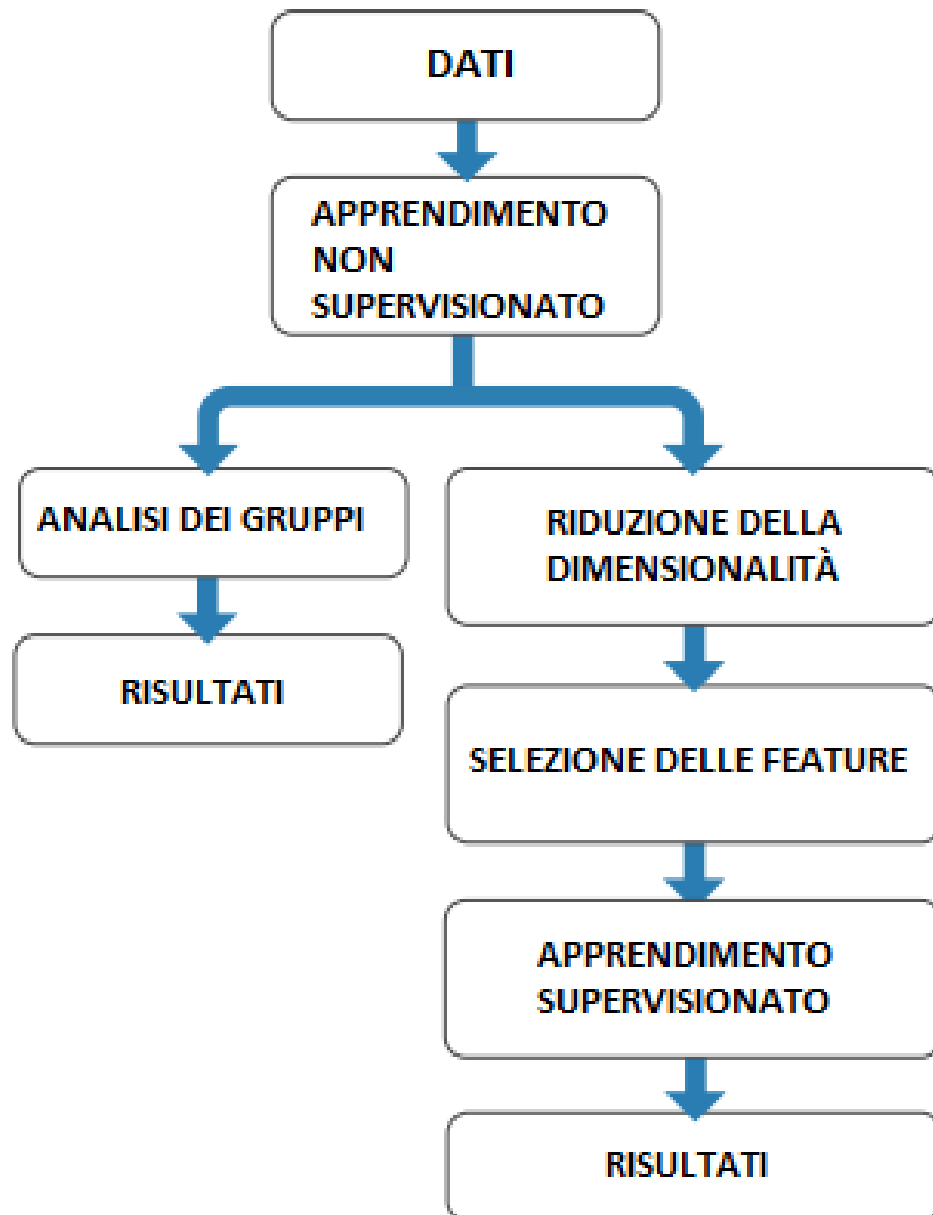 DATI
APPRENDIMENTO
NON
SUPERVISIONATO
ANALISI DEI GRUPPI
RISULTATI
RIDUZIONE DELLA
DIMENSIONALITÀ
SELEZIONE DELLE FEATURE
APPRENDIMENTO
SUPERVISIONATO
RISULTATI